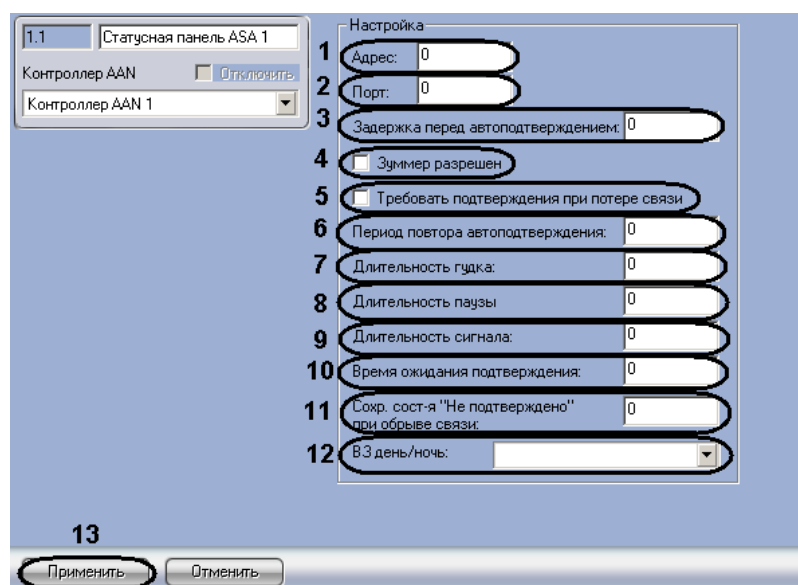 1.1 Статусная панель ASA 1
Контроллер AAN Отключить
Контроллер AAN 1
Настройка
1 Адрес: 0
2 Порт: 0
3 Задержка перед автоподтверждением: 0
4 Зуммер разрешен
5 Требовать подтверждения при потере связи
6 Период повтора автоподтверждения: 0
7 Длительность гудка: 0
8 Длительность паузы 0
9 Длительность сигнала: 0
10 Время ожидания подтверждения: 0
11 Сохр. сост-я "Не подтверждено" 0
при обрыве связи:
12 ВЗ день/ночь:
13
Применить Отменить